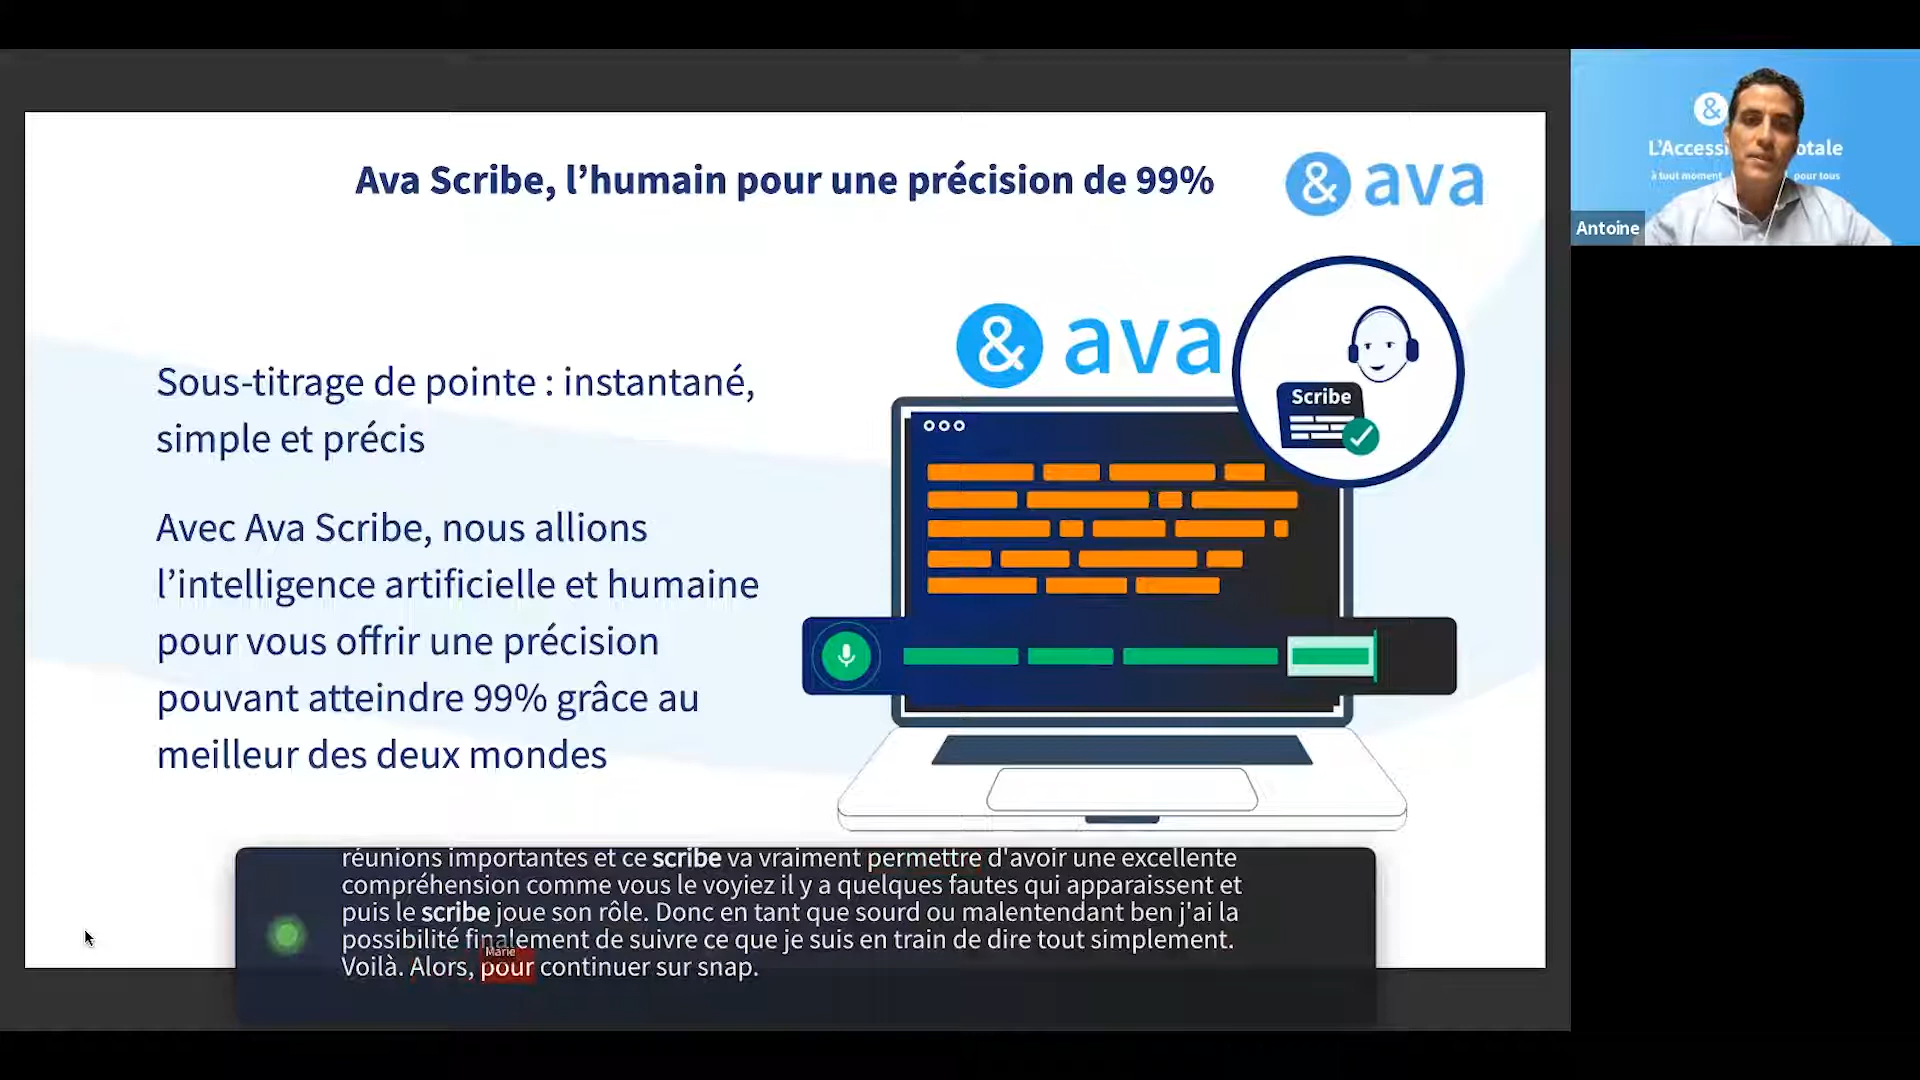 Ava Scribe, l'humain pour une précision de 99%
& ava
& ava
Scribe
Sous-titrage de pointe : instantané,
simple et précis
Avec Ava Scribe, nous allions
l'intelligence artificielle et humaine
pour vous offrir une précision
pouvant atteindre 99% grâce au
meilleur des deux mondes
réunions importantes et ce scribe va vraiment permettre d'avoir une excellente
compréhension comme vous le voyiez il y a quelques fautes qui apparaissent et
puis le scribe joue son rôle. Donc en tant que sourd ou malentendant ben j'ai la
possibilité finalement de suivre ce que je suis en train de dire tout simplement.
Marie
Voilà. Alors, pour continuer sur snap.
&
L'Accessi otale
à tout moment pour tous
Antoine